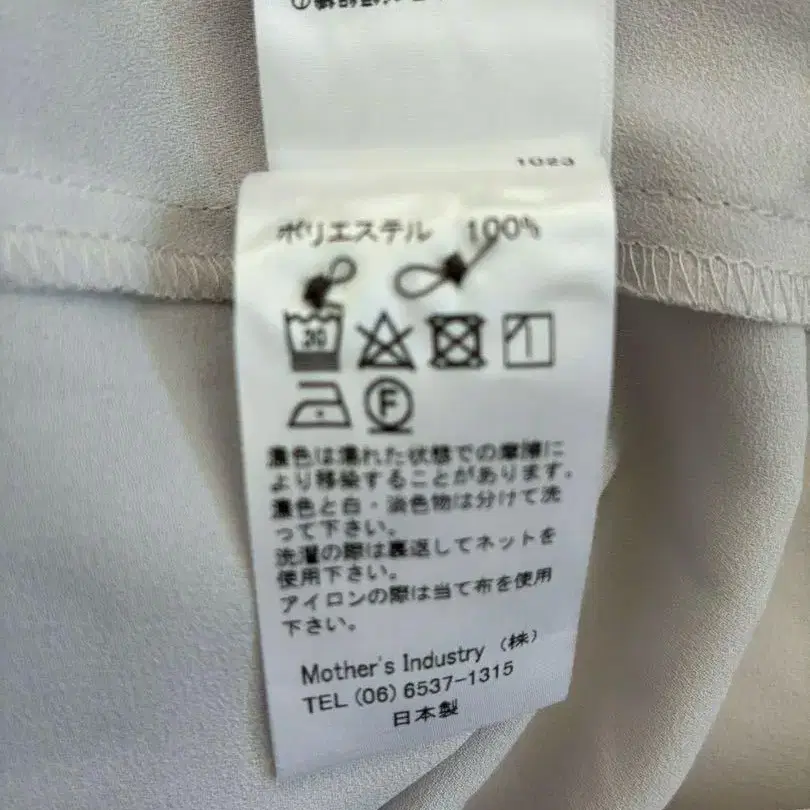 1023
ポリエステル 100%
30
F
濃色は濡れた状態での摩擦に
より移染することがあります。
濃色と白・淡色物は分けて洗
って下さい。
洗濯の際は裏返してネットを
使用下さい。
アイロンの際は当て布を使用
下さい。
Mother's Industry (株)
TEL (06) 6537-1315
日本製